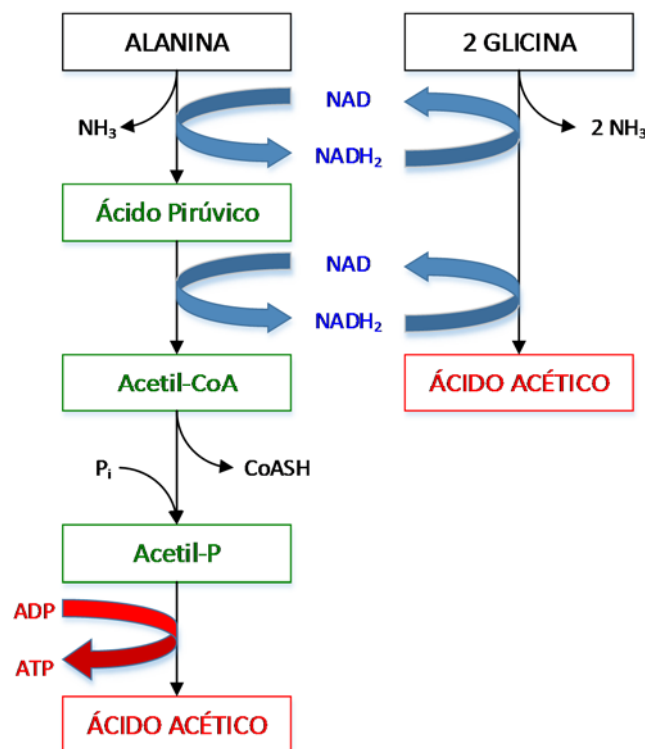 ALANINA
2 GLICINA
NH₃
NAD
NADH₂
2 NH₃
Ácido Pirúvico
NAD
NADH₂
Acetil-CoA
ÁCIDO ACÉTICO
Pᵢ
CoASH
Acetil-P
ADP
ATP
ÁCIDO ACÉTICO